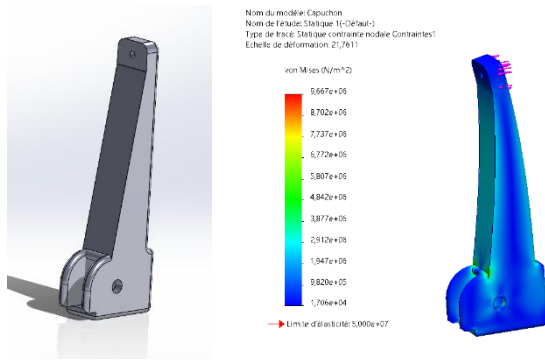 Nom du modèle: Capuchon
Nom de l'étude: Statique 1(-Défaut-)
Type de tracé: Statique contrainte nodale Contraintes1
Echelle de déformation: 21,7611
von Mises (N/m^2)
9,667e+06
8,702e+06
7,737e+06
6,772e+06
5,807e+06
4,842e+06
3,877e+06
2,912e+06
1,947e+06
9,820e+05
1,706e+04
Limite d'élasticité: 5,000e+07